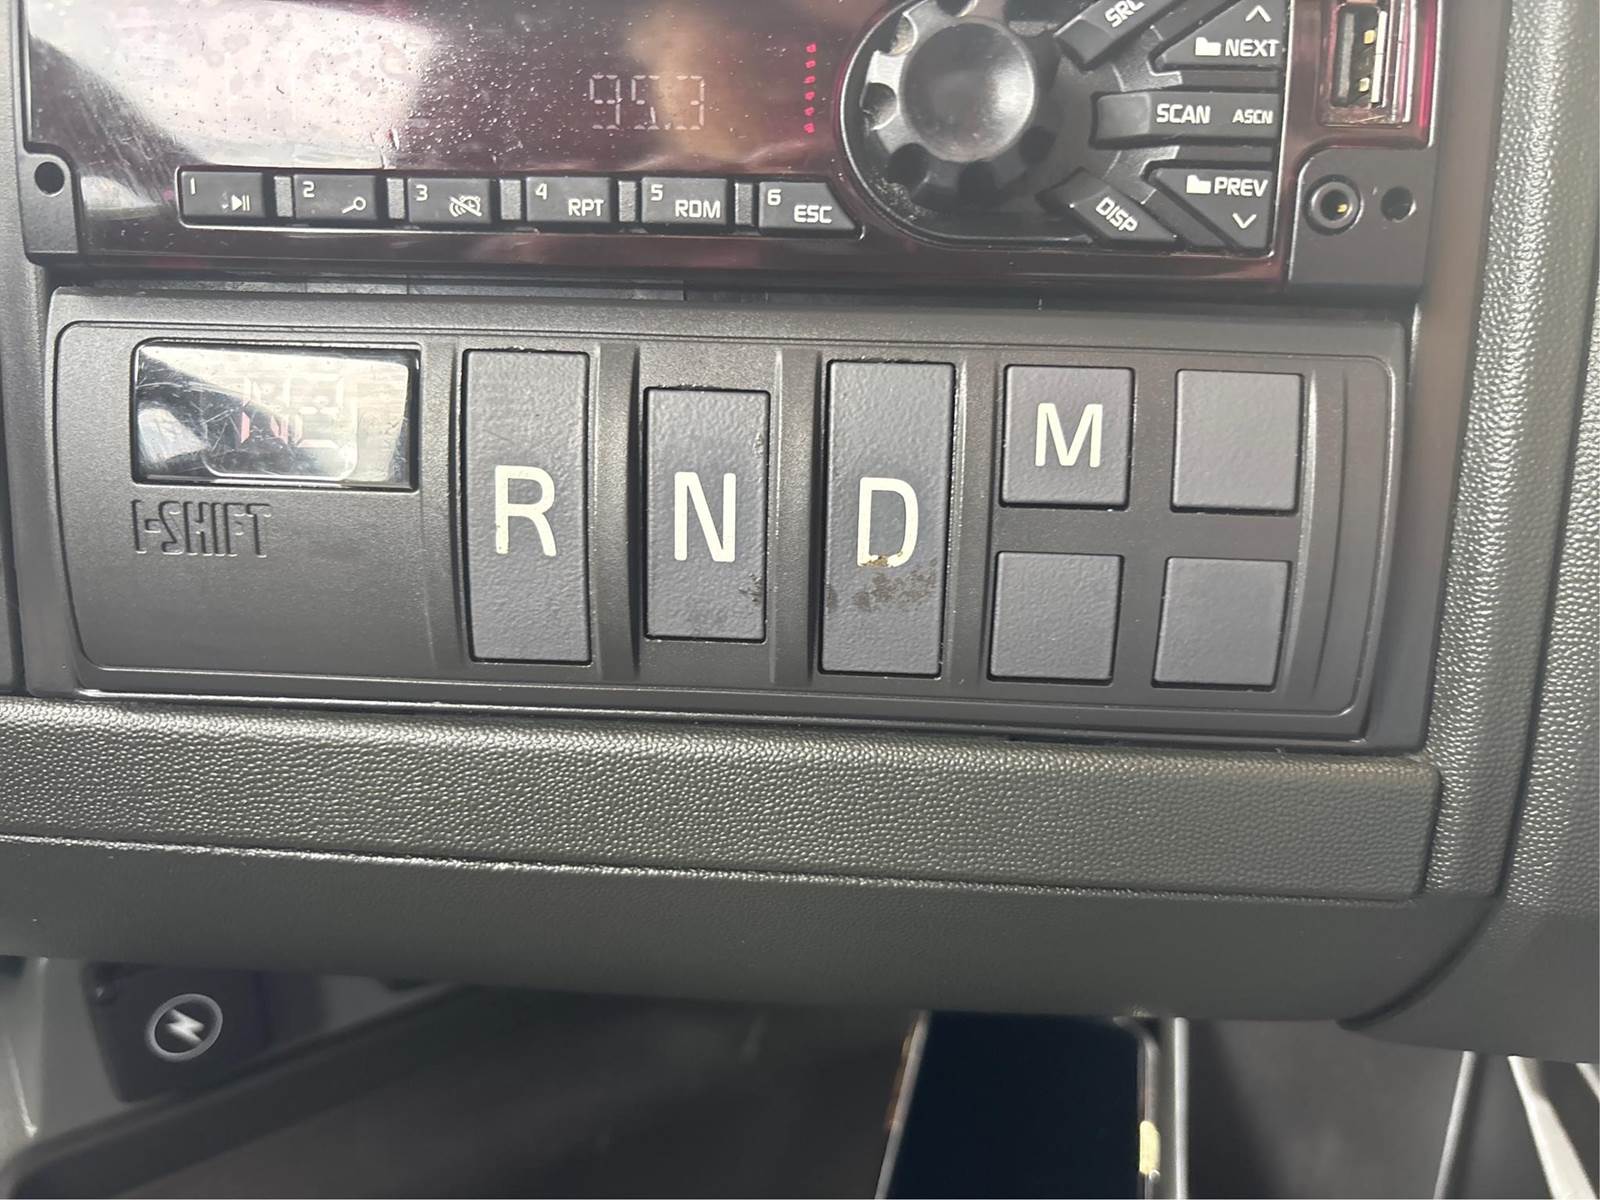 SRC
NEXT
95.3
SCAN ASCN
PREV
DISP
1 2 3 4 RPT 5 RDM 6 ESC
I-SHIFT
R N D M